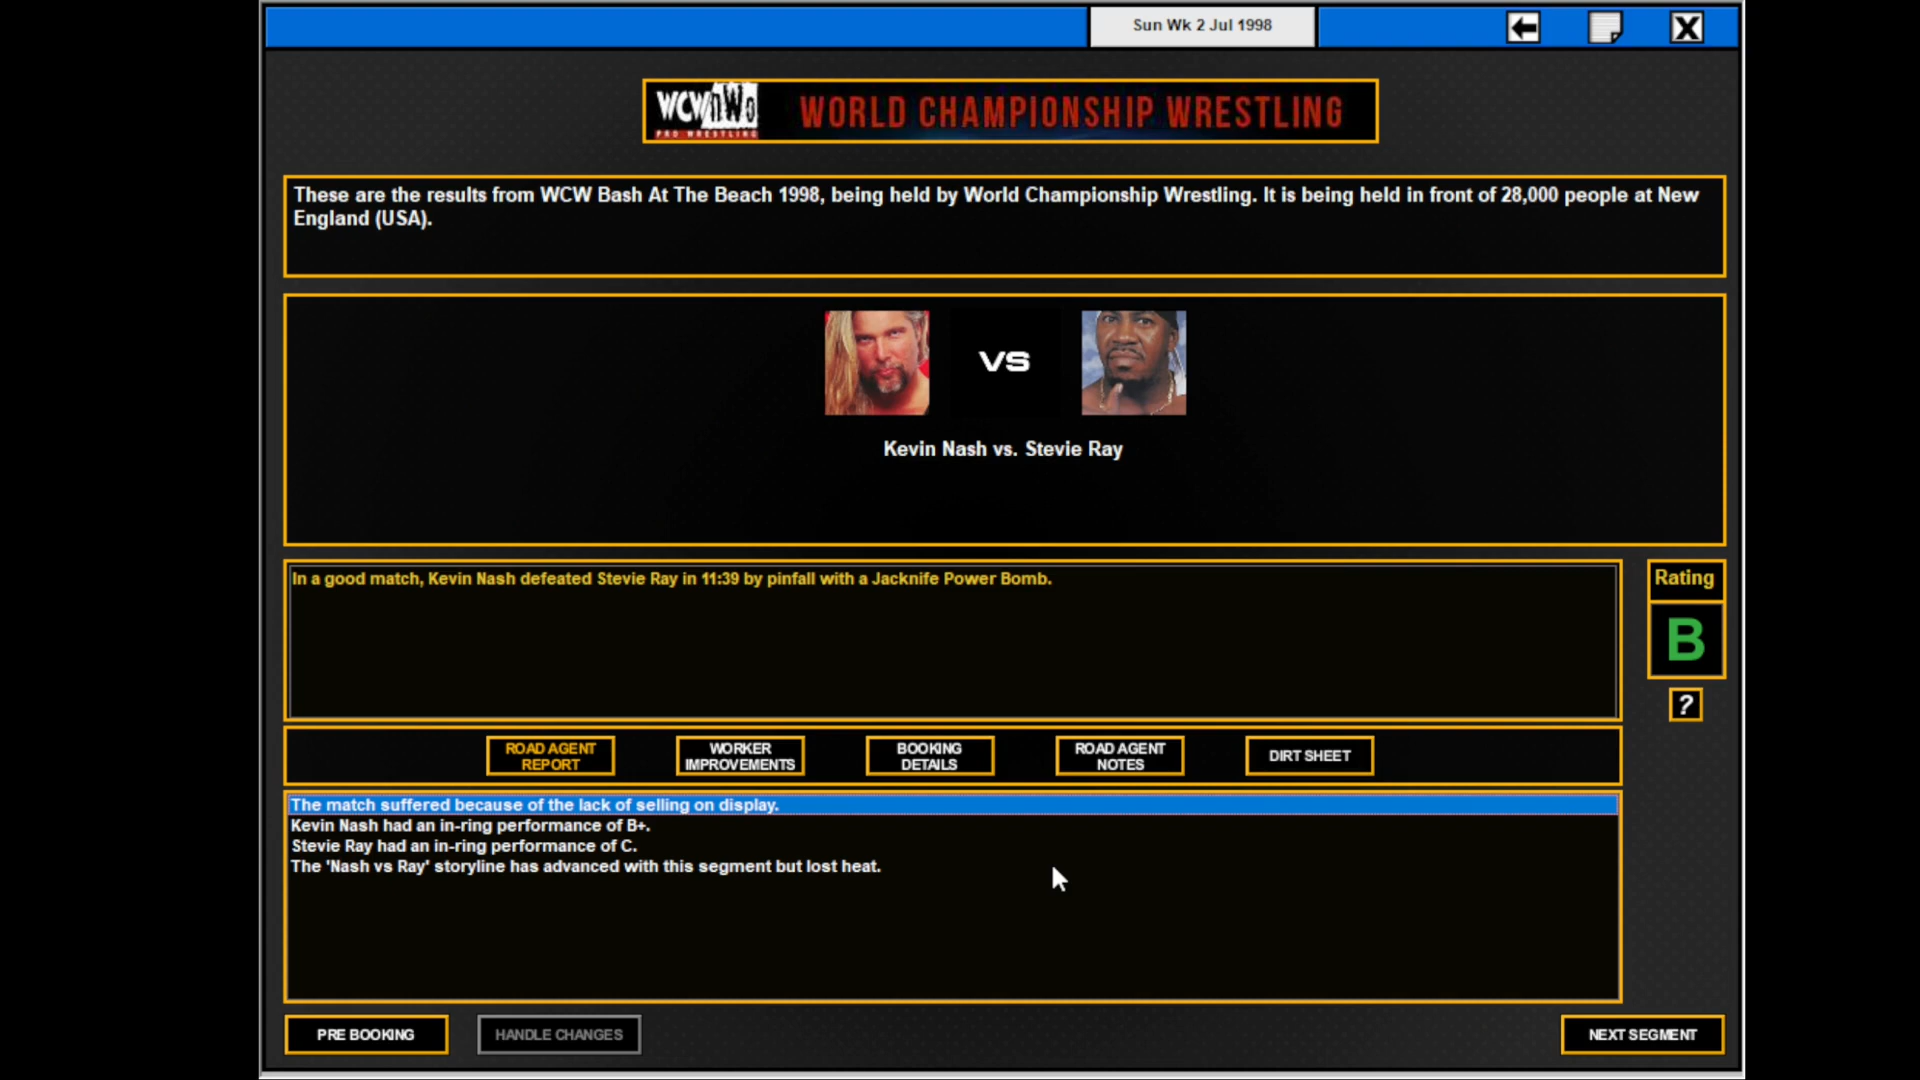 Sun Wk 2 Jul 1998
WCW nWo
PRO WRESTLING
WORLD CHAMPIONSHIP WRESTLING
These are the results from WCW Bash At The Beach 1998, being held by World Championship Wrestling. It is being held in front of 28,000 people at New
England (USA).
VS
Kevin Nash vs. Stevie Ray
In a good match, Kevin Nash defeated Stevie Ray in 11:39 by pinfall with a Jacknife Power Bomb.
Rating
B
?
ROAD AGENT
REPORT
WORKER
IMPROVEMENTS
BOOKING
DETAILS
ROAD AGENT
NOTES
DIRT SHEET
The match suffered because of the lack of selling on display.
Kevin Nash had an in-ring performance of B+.
Stevie Ray had an in-ring performance of C.
The 'Nash vs Ray' storyline has advanced with this segment but lost heat.
PRE BOOKING
HANDLE CHANGES
NEXT SEGMENT